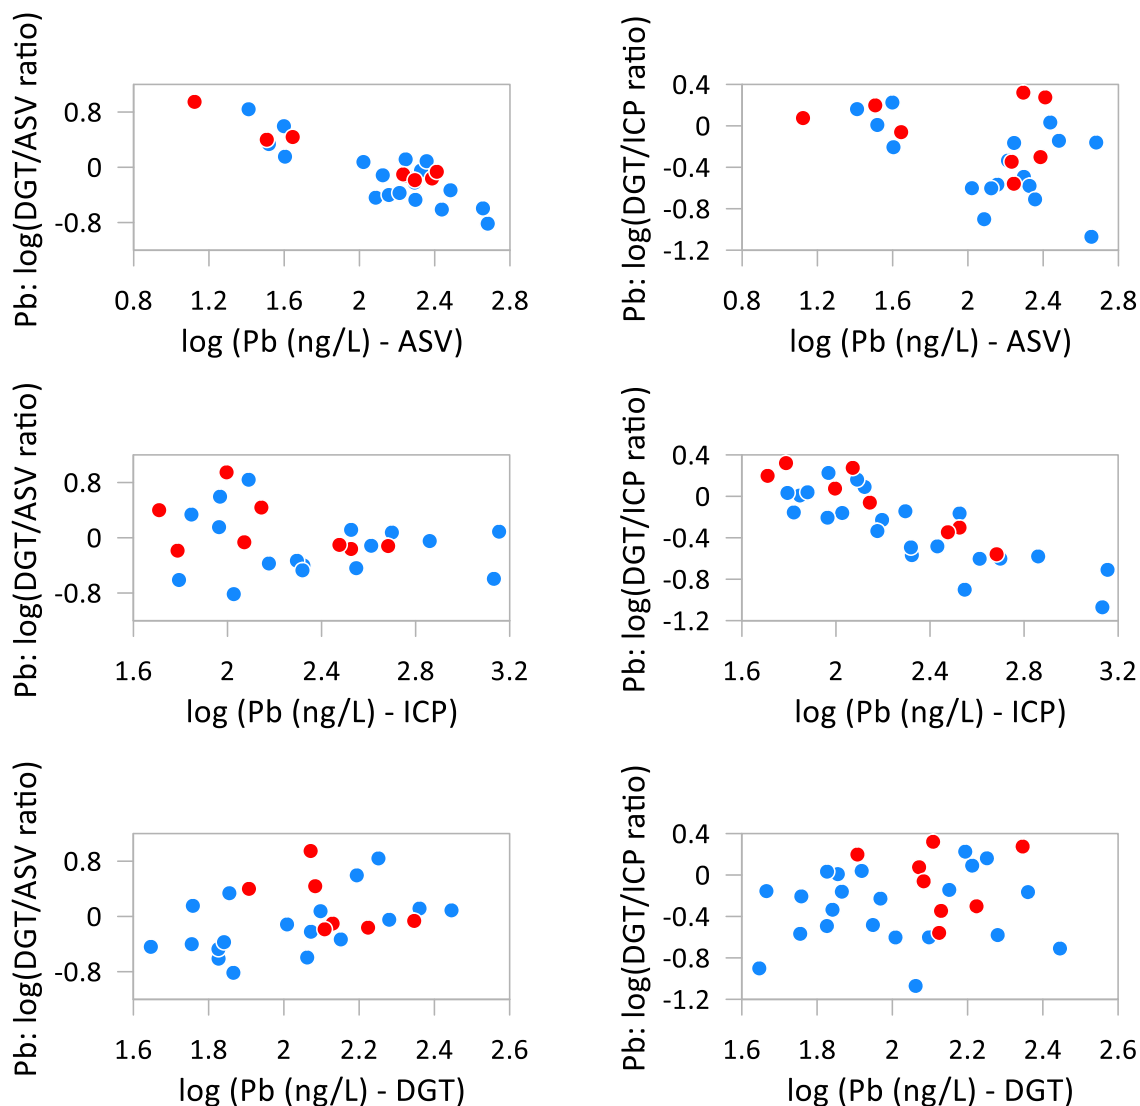 Pb: log(DGT/ASV ratio)
0.8
0
-0.8
0.8 1.2 1.6 2 2.4 2.8
log (Pb (ng/L) - ASV)
Pb: log(DGT/ICP ratio)
0.4
0
-0.4
-0.8
-1.2
0.8 1.2 1.6 2 2.4 2.8
log (Pb (ng/L) - ASV)
Pb: log(DGT/ASV ratio)
0.8
0
-0.8
1.6 2 2.4 2.8 3.2
log (Pb (ng/L) - ICP)
Pb: log(DGT/ICP ratio)
0.4
0
-0.4
-0.8
-1.2
1.6 2 2.4 2.8 3.2
log (Pb (ng/L) - ICP)
Pb: log(DGT/ASV ratio)
0.8
0
-0.8
1.6 1.8 2 2.2 2.4 2.6
log (Pb (ng/L) - DGT)
Pb: log(DGT/ICP ratio)
0.4
0
-0.4
-0.8
-1.2
1.6 1.8 2 2.2 2.4 2.6
log (Pb (ng/L) - DGT)